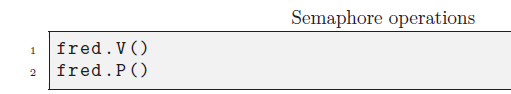 Semaphore operations
1 fred.V()
2 fred.P()